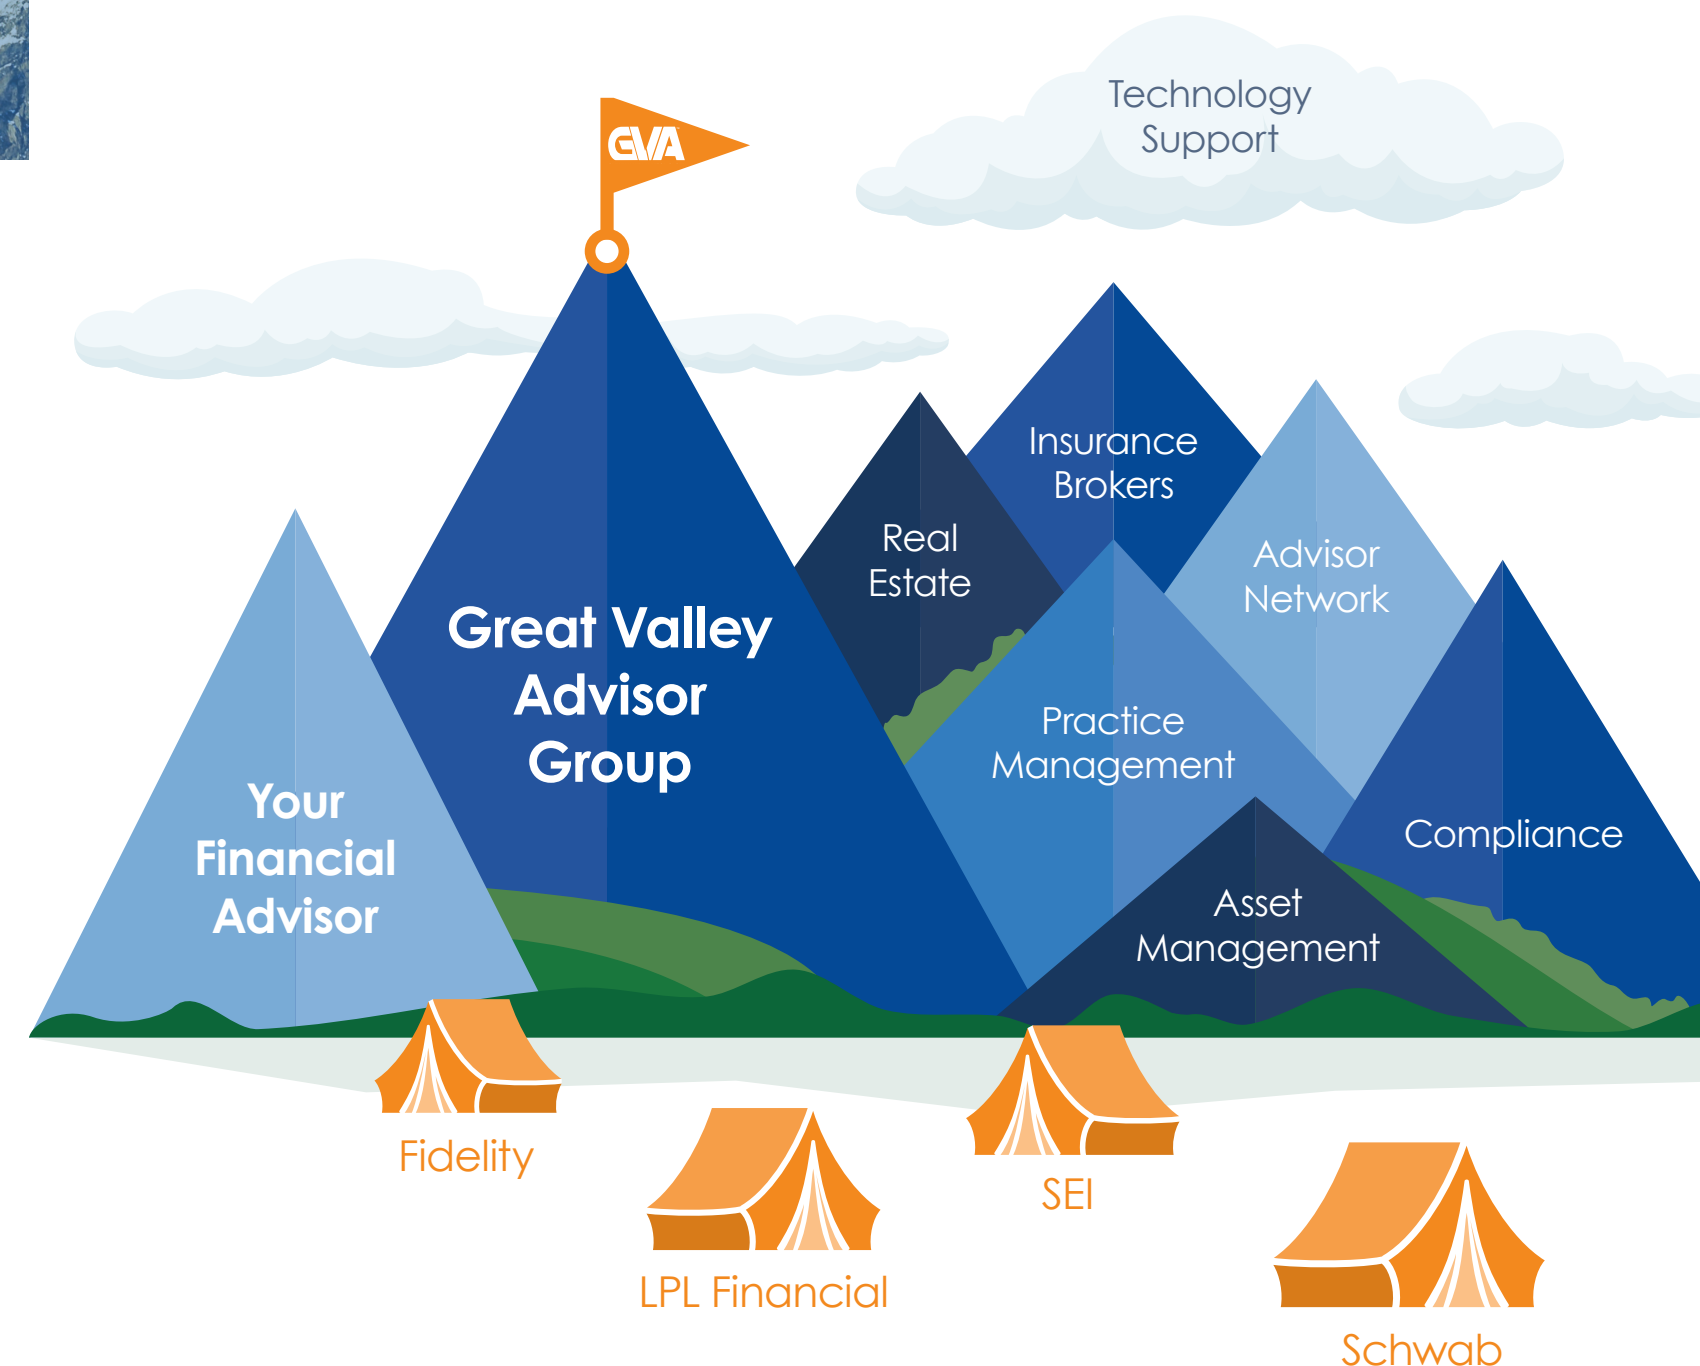 Technology
Support
GVA
Insurance
Brokers
Real
Estate
Advisor
Network
Great Valley
Advisor
Group
Practice
Management
Your
Financial
Advisor
Compliance
Asset
Management
Fidelity
SEI
LPL Financial
Schwab